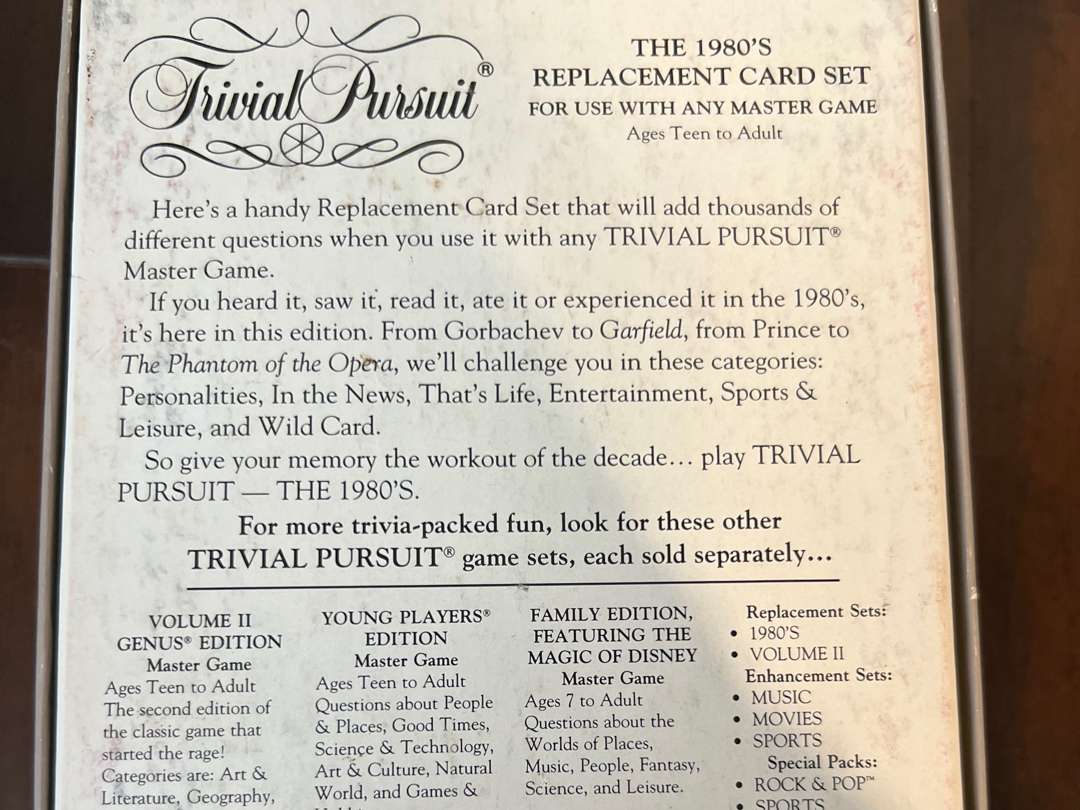 Trivial Pursuit®
THE 1980'S
REPLACEMENT CARD SET
FOR USE WITH ANY MASTER GAME
Ages Teen to Adult
Here's a handy Replacement Card Set that will add thousands of
different questions when you use it with any TRIVIAL PURSUIT®
Master Game.
If you heard it, saw it, read it, ate it or experienced it in the 1980's,
it's here in this edition. From Gorbachev to Garfield, from Prince to
The Phantom of the Opera, we'll challenge you in these categories:
Personalities, In the News, That's Life, Entertainment, Sports &
Leisure, and Wild Card.
So give your memory the workout of the decade... play TRIVIAL
PURSUIT — THE 1980'S.
For more trivia-packed fun, look for these other
TRIVIAL PURSUIT® game sets, each sold separately...
VOLUME II
GENUS® EDITION
Master Game
Ages Teen to Adult
The second edition of
the classic game that
started the rage!
Categories are: Art &
Literature, Geography,
YOUNG PLAYERS®
EDITION
Master Game
Ages Teen to Adult
Questions about People
& Places, Good Times,
Science & Technology,
Art & Culture, Natural
World, and Games &
FAMILY EDITION,
FEATURING THE
MAGIC OF DISNEY
Master Game
Ages 7 to Adult
Questions about the
Worlds of Places,
Music, People, Fantasy,
Science, and Leisure.
Replacement Sets:
• 1980'S
• VOLUME II
Enhancement Sets:
• MUSIC
• MOVIES
• SPORTS
Special Packs:
• ROCK & POP™
• SPORTS